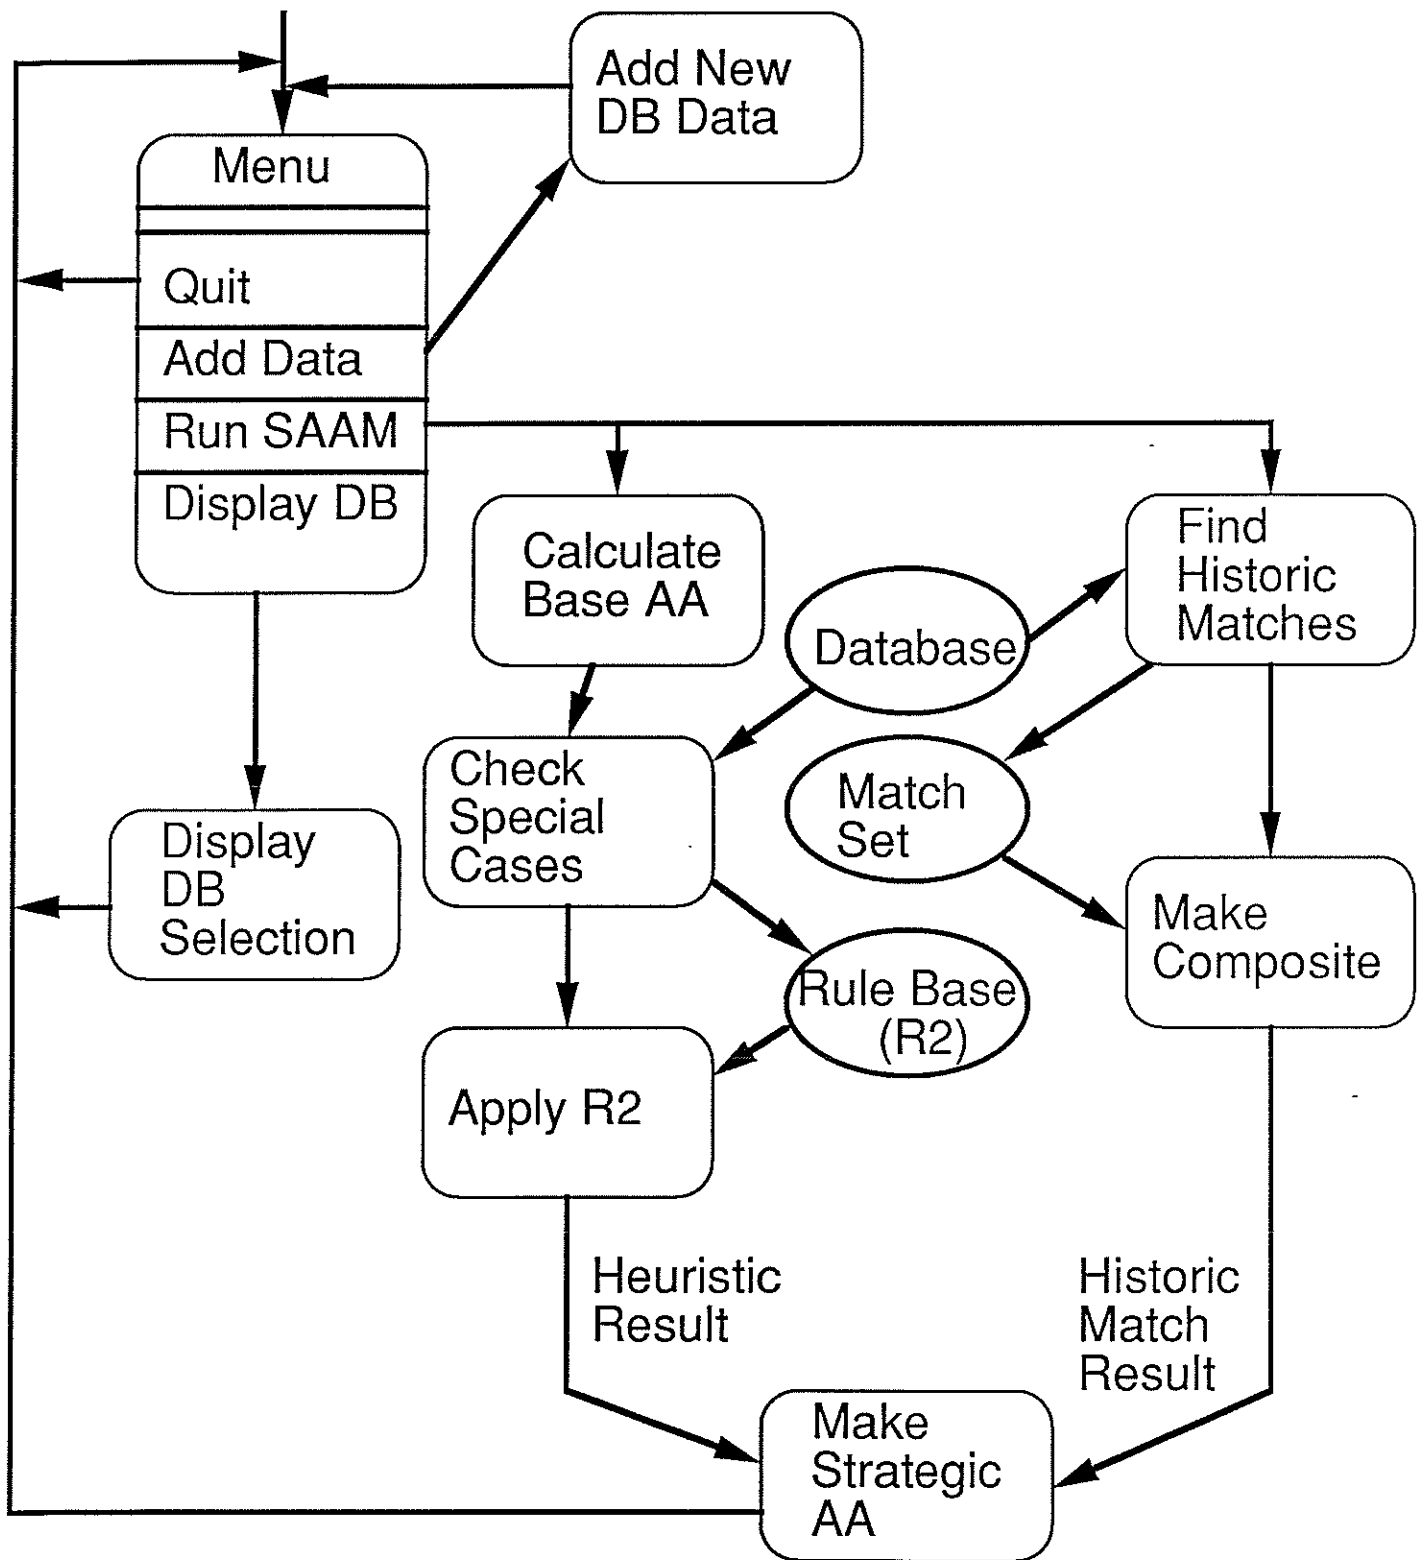 Add New
DB Data
Menu
Quit
Add Data
Run SAAM
Display DB
Calculate
Base AA
Database
Find
Historic
Matches
Check
Special
Cases
Match
Set
Display
DB
Selection
Make
Composite
Rule Base
(R2)
Apply R2
Heuristic
Result
Historic
Match
Result
Make
Strategic
AA